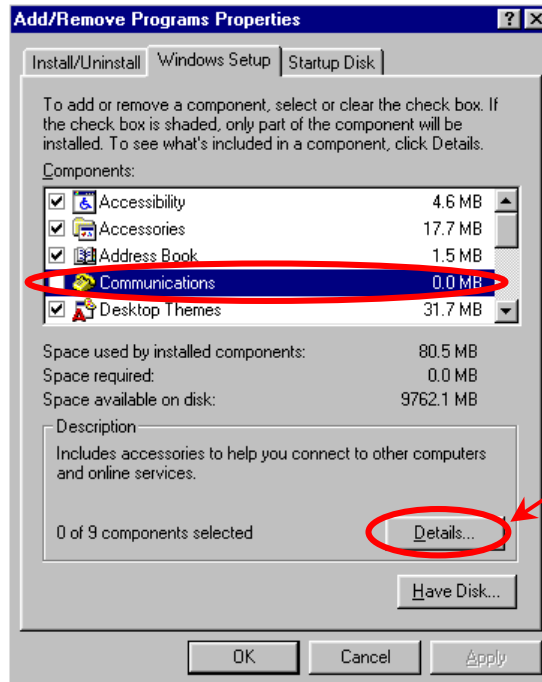 Add/Remove Programs Properties
Install/Uninstall Windows Setup Startup Disk
To add or remove a component, select or clear the check box. If
the check box is shaded, only part of the component will be
installed. To see what's included in a component, click Details.
Components:
Accessibility 4.6 MB
Accessories 17.7 MB
Address Book 1.5 MB
Communications 0.0 MB
Desktop Themes 31.7 MB
Space used by installed components: 80.5 MB
Space required: 0.0 MB
Space available on disk: 9762.1 MB
Description
Includes accessories to help you connect to other computers
and online services.
0 of 9 components selected Details...
Have Disk...
OK Cancel Apply